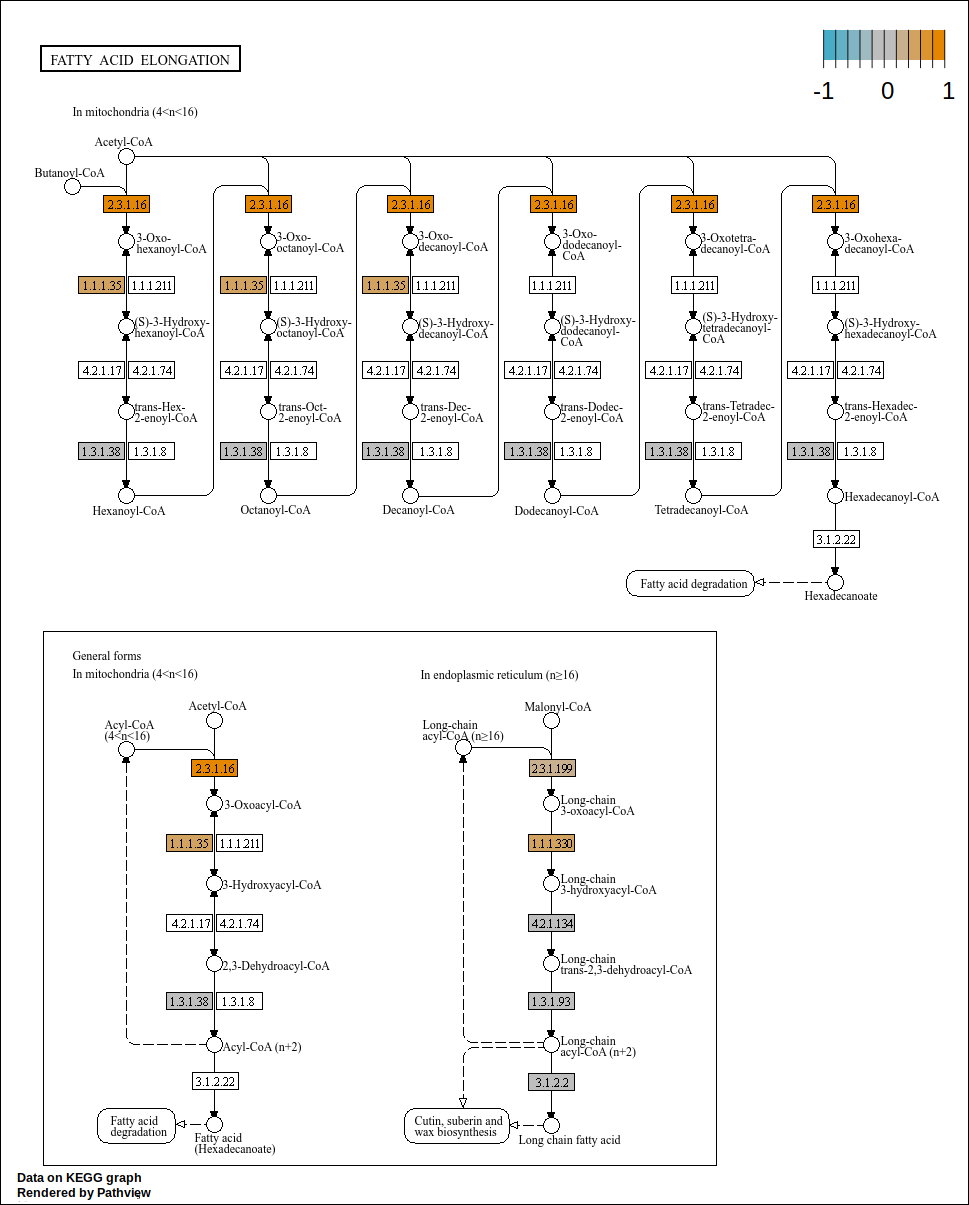 FATTY ACID ELONGATION
-1 0 1
In mitochondria (4<n<16)
Acetyl-CoA
Butanoyl-CoA
2.3.1.16 2.3.1.16 2.3.1.16 2.3.1.16 2.3.1.16 2.3.1.16
3-Oxo- 3-Oxo- 3-Oxo- 3-Oxo- 3-Oxotetra- 3-Oxohexa-
hexanoyl-CoA octanoyl-CoA decanoyl-CoA dodecanoyl- decanoyl-CoA decanoyl-CoA
CoA
1.1.1.35 1.1.1.211 1.1.1.35 1.1.1.211 1.1.1.35 1.1.1.211 1.1.1.211 1.1.1.211 1.1.1.211
(S)-3-Hydroxy- (S)-3-Hydroxy- (S)-3-Hydroxy- (S)-3-Hydroxy- (S)-3-Hydroxy- (S)-3-Hydroxy-
hexanoyl-CoA octanoyl-CoA decanoyl-CoA dodecanoyl- tetradecanoyl- hexadecanoyl-CoA
CoA CoA
4.2.1.17 4.2.1.74 4.2.1.17 4.2.1.74 4.2.1.17 4.2.1.74 4.2.1.17 4.2.1.74 4.2.1.17 4.2.1.74 4.2.1.17 4.2.1.74
trans-Hex- trans-Oct- trans-Dec- trans-Dodec- trans-Tetradec- trans-Hexadec-
2-enoyl-CoA 2-enoyl-CoA 2-enoyl-CoA 2-enoyl-CoA 2-enoyl-CoA 2-enoyl-CoA
1.3.1.38 1.3.1.8 1.3.1.38 1.3.1.8 1.3.1.38 1.3.1.8 1.3.1.38 1.3.1.8 1.3.1.38 1.3.1.8 1.3.1.38 1.3.1.8
Hexanoyl-CoA Octanoyl-CoA Decanoyl-CoA Dodecanoyl-CoA Tetradecanoyl-CoA Hexadecanoyl-CoA
3.1.2.22
Fatty acid degradation
Hexadecanoate
General forms
In mitochondria (4<n<16)
Acetyl-CoA
Acyl-CoA
(4<n<16)
2.3.1.16
3-Oxoacyl-CoA
1.1.1.35 1.1.1.211
3-Hydroxyacyl-CoA
4.2.1.17 4.2.1.74
2,3-Dehydroacyl-CoA
1.3.1.38 1.3.1.8
Acyl-CoA (n+2)
3.1.2.22
Fatty acid
degradation
Fatty acid
(Hexadecanoate)
In endoplasmic reticulum (n≥16)
Malonyl-CoA
Long-chain
acyl-CoA (n≥16)
2.3.1.199
Long-chain
3-oxoacyl-CoA
1.1.1.330
Long-chain
3-hydroxyacyl-CoA
4.2.1.134
Long-chain
trans-2,3-dehydroacyl-CoA
1.3.1.93
Long-chain
acyl-CoA (n+2)
3.1.2.2
Cutin, suberin and
wax biosynthesis
Long chain fatty acid
Data on KEGG graph
Rendered by Pathview